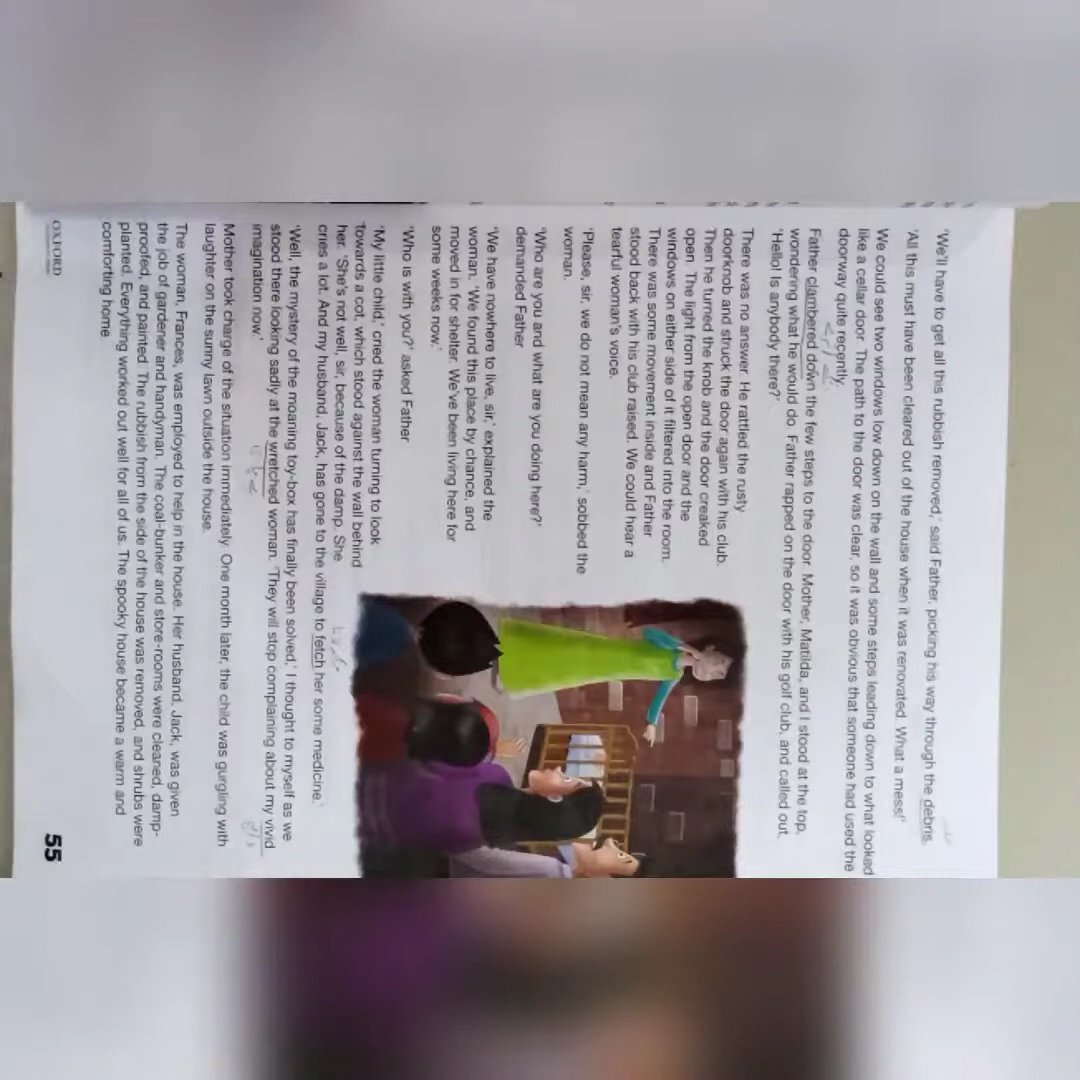 'We'll have to get all this rubbish removed,' said Father, picking his way through the debris.
'All this must have been cleared out of the house when it was renovated. What a mess!'
We could see two windows low down on the wall and some steps leading down to what looked
like a cellar door. The path to the door was clear, so it was obvious that someone had used the
doorway quite recently.
Father clambered down the few steps to the door. Mother, Matilda, and I stood at the top,
wondering what he would do. Father rapped on the door with his golf club, and called out,
'Hello! Is anybody there?'
There was no answer. He rattled the rusty
doorknob and struck the door again with his club.
Then he turned the knob and the door creaked
open. The light from the open door and the
windows on either side of it filtered into the room.
There was some movement inside and Father
stood back with his club raised. We could hear a
tearful woman's voice.
'Please, sir, we do not mean any harm,' sobbed the
woman.
'Who are you and what are you doing here?'
demanded Father
'We have nowhere to live, sir,' explained the
woman. 'We found this place by chance, and
moved in for shelter. We've been living here for
some weeks now.'
'Who is with you?' asked Father
'My little child,' cried the woman turning to look
towards a cot, which stood against the wall behind
her. 'She's not well, sir, because of the damp. She
cries a lot. And my husband, Jack, has gone to the village to fetch her some medicine.'
'Well, the mystery of the moaning toy-box has finally been solved,' I thought to myself as we
stood there looking sadly at the wretched woman. 'They will stop complaining about my vivid
imagination now.'
Mother took charge of the situation immediately. One month later, the child was gurgling with
laughter on the sunny lawn outside the house.
The woman, Frances, was employed to help in the house. Her husband, Jack, was given
the job of gardener and handyman. The coal-bunker and store-rooms were cleaned, damp-
proofed, and painted. The rubbish from the side of the house was removed, and shrubs were
planted. Everything worked out well for all of us. The spooky house became a warm and
comforting home
OXFORD
55